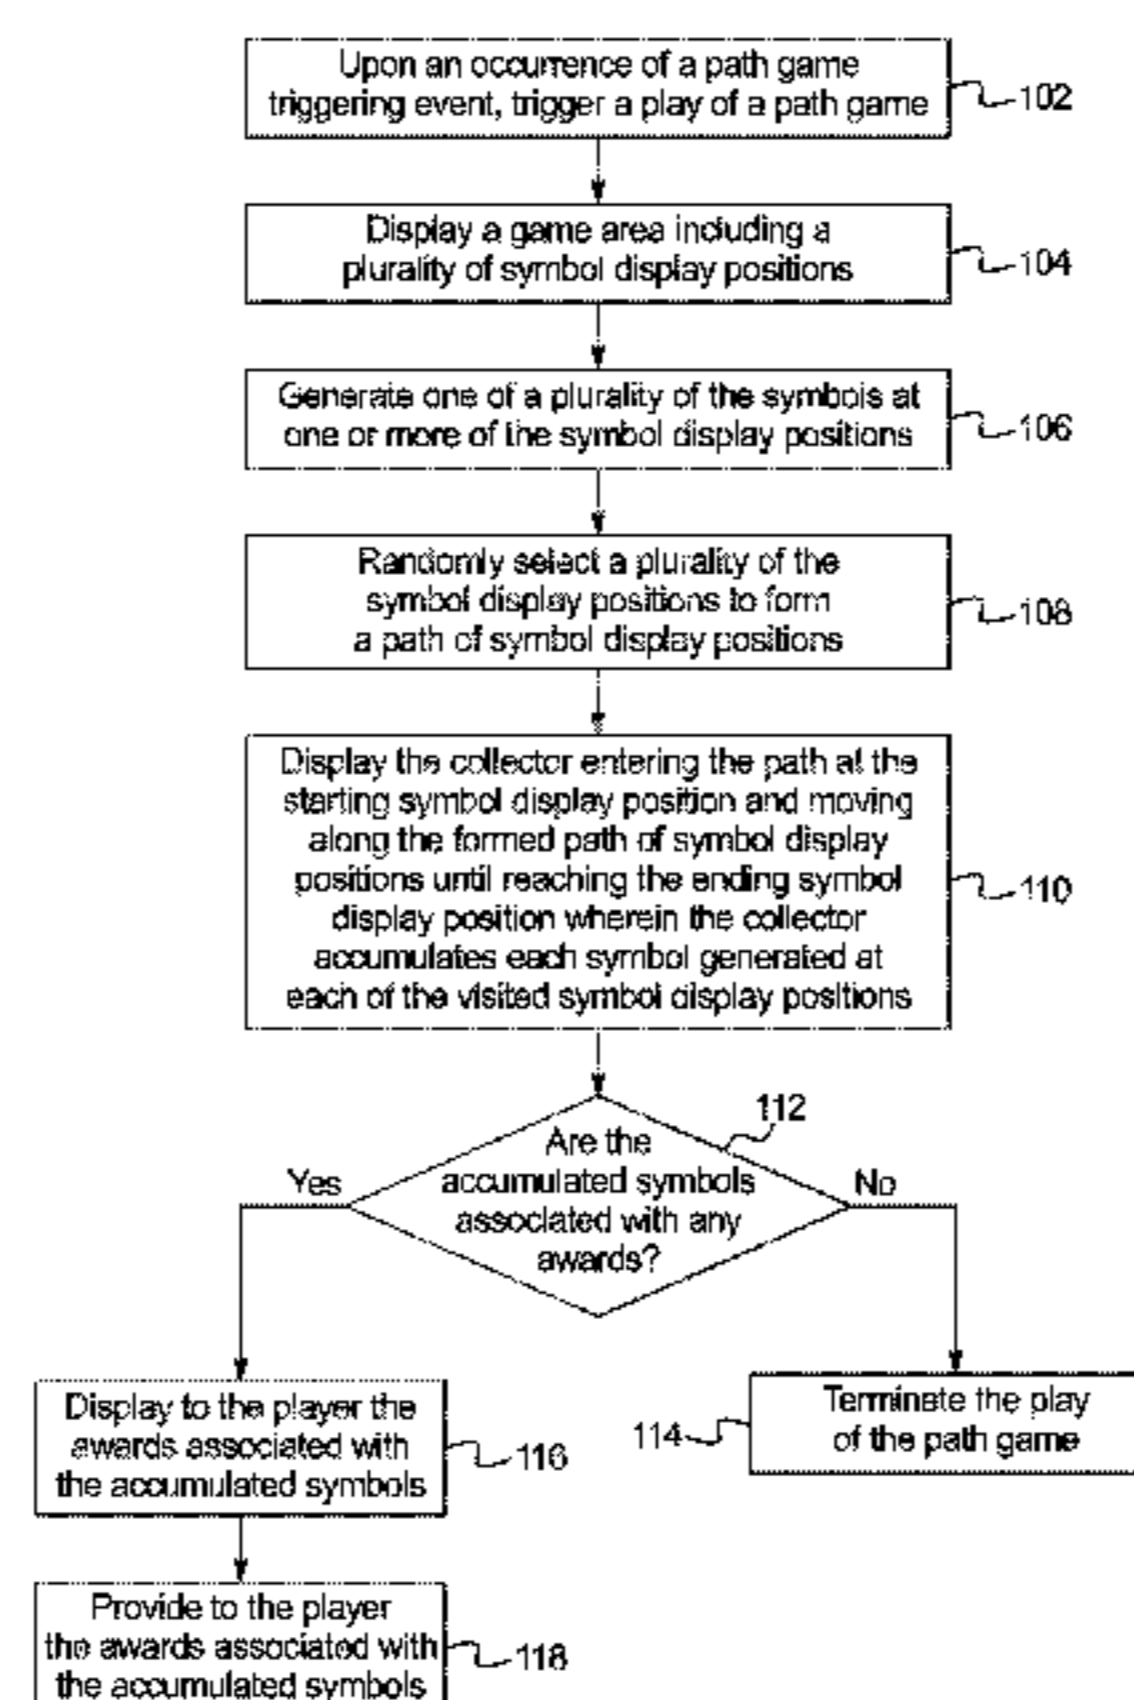 Upon an occurrence of a path game
triggering event, trigger a play of a path game
102
Display a game area including a
plurality of symbol display positions
104
Generate one of a plurality of the symbols at
one or more of the symbol display positions
106
Randomly select a plurality of the
symbol display positions to form
a path of symbol display positions
108
Display the collector entering the path at the
starting symbol display position and moving
along the formed path of symbol display
positions until reaching the ending symbol
display position wherein the collector
accumulates each symbol generated at
each of the visited symbol display positions
110
112
Are the
accumulated symbols
associated with any
awards?
Yes
No
Display to the player the
awards associated with
the accumulated symbols
116
114
Terminate the play
of the path game
Provide to the player
the awards associated with
the accumulated symbols
118